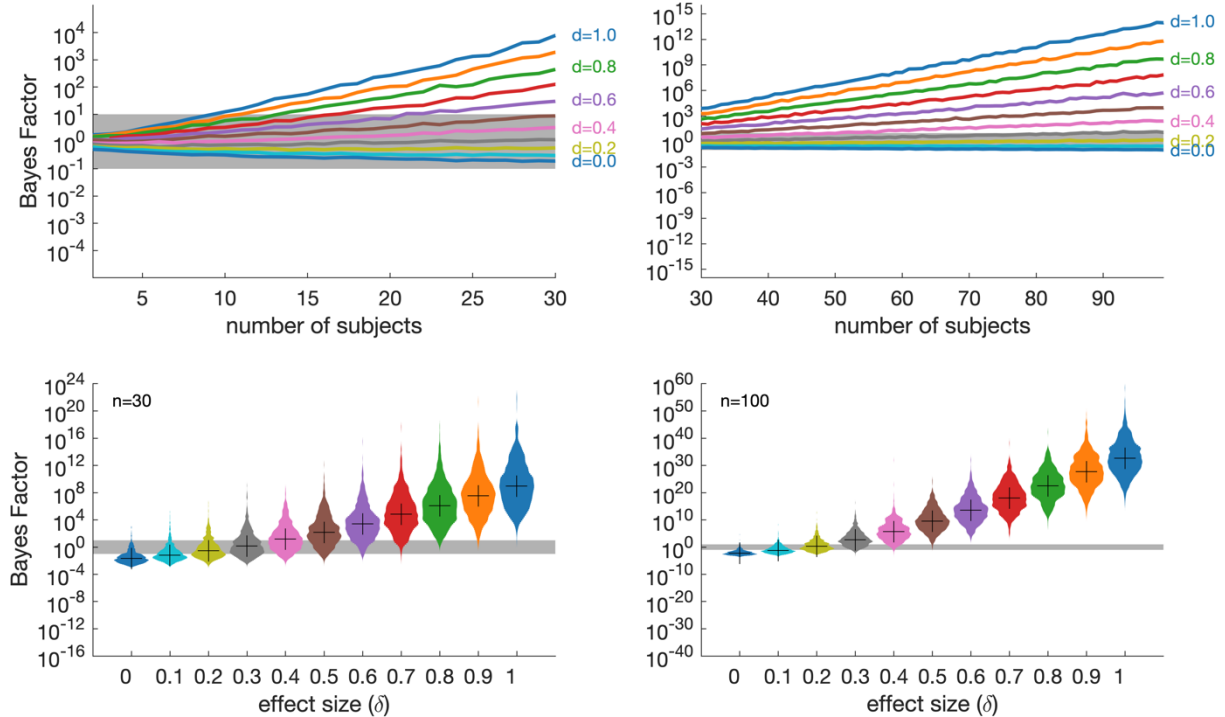 Bayes Factor
10^4
10^3
10^2
10^1
10^0
10^-1
10^-2
10^-3
10^-4
5 10 15 20 25 30
number of subjects
d=1.0
d=0.8
d=0.6
d=0.4
d=0.2
d=0.0
10^15
10^12
10^9
10^6
10^3
10^0
10^-3
10^-6
10^-9
10^-12
10^-15
30 40 50 60 70 80 90
number of subjects
d=1.0
d=0.8
d=0.6
d=0.4
d=0.2
d=0.0
Bayes Factor
n=30
10^24
10^20
10^16
10^12
10^8
10^4
10^0
10^-4
10^-8
10^-12
10^-16
0 0.1 0.2 0.3 0.4 0.5 0.6 0.7 0.8 0.9 1
effect size (δ)
n=100
10^60
10^50
10^40
10^30
10^20
10^10
10^0
10^-10
10^-20
10^-30
10^-40
0 0.1 0.2 0.3 0.4 0.5 0.6 0.7 0.8 0.9 1
effect size (δ)